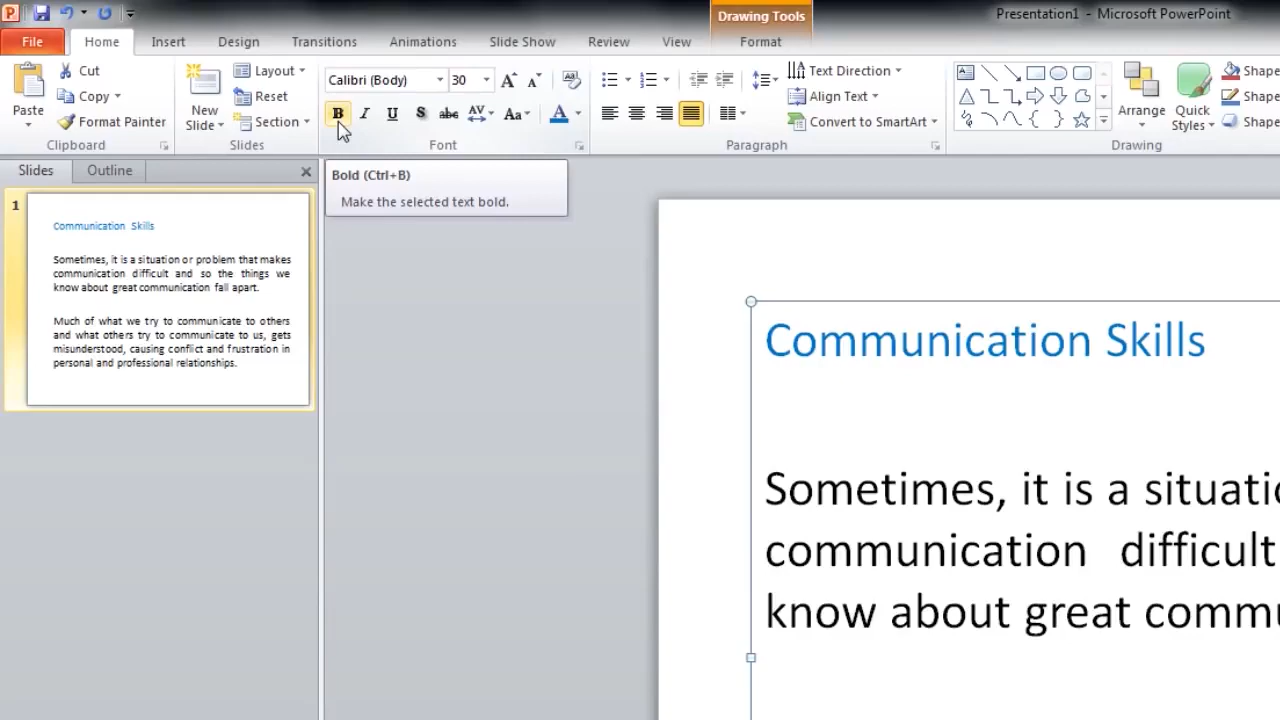 Presentation1 - Microsoft PowerPoint
Drawing Tools
File Home Insert Design Transitions Animations Slide Show Review View Format
Paste
Cut
Copy
Format Painter
Clipboard
New
Slide
Layout
Reset
Section
Slides
Calibri (Body) 30
B I U S abc AV Aa A
Font
Text Direction
Align Text
Convert to SmartArt
Paragraph
Arrange
Quick
Styles
Shape
Shape
Shape
Drawing
Slides Outline
Bold (Ctrl+B)
Make the selected text bold.
1
Communication Skills
Sometimes, it is a situation or problem that makes
communication difficult and so the things we
know about great communication fall apart.
Much of what we try to communicate to others
and what others try to communicate to us, gets
misunderstood, causing conflict and frustration in
personal and professional relationships.
Communication Skills
Sometimes, it is a situatio
communication difficult
know about great commu